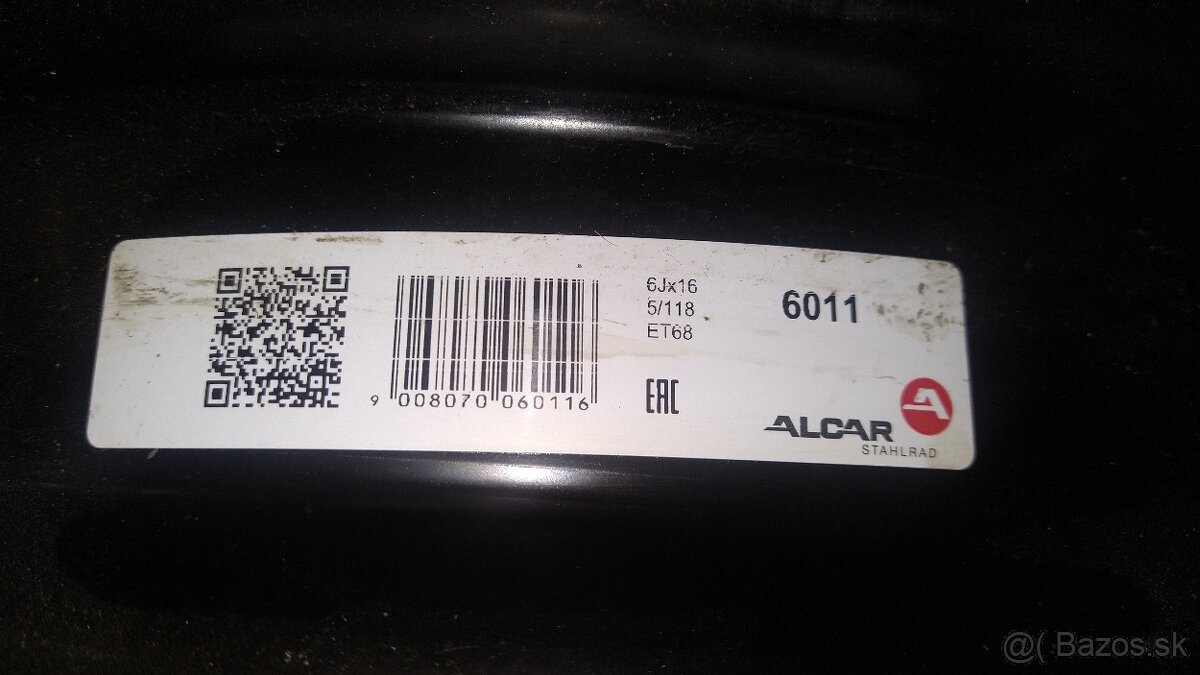 6Jx16
5/118
ET68
6011
9 008070 060116
EAC
ALCAR
STAHLRAD
A
@( Bazos.sk